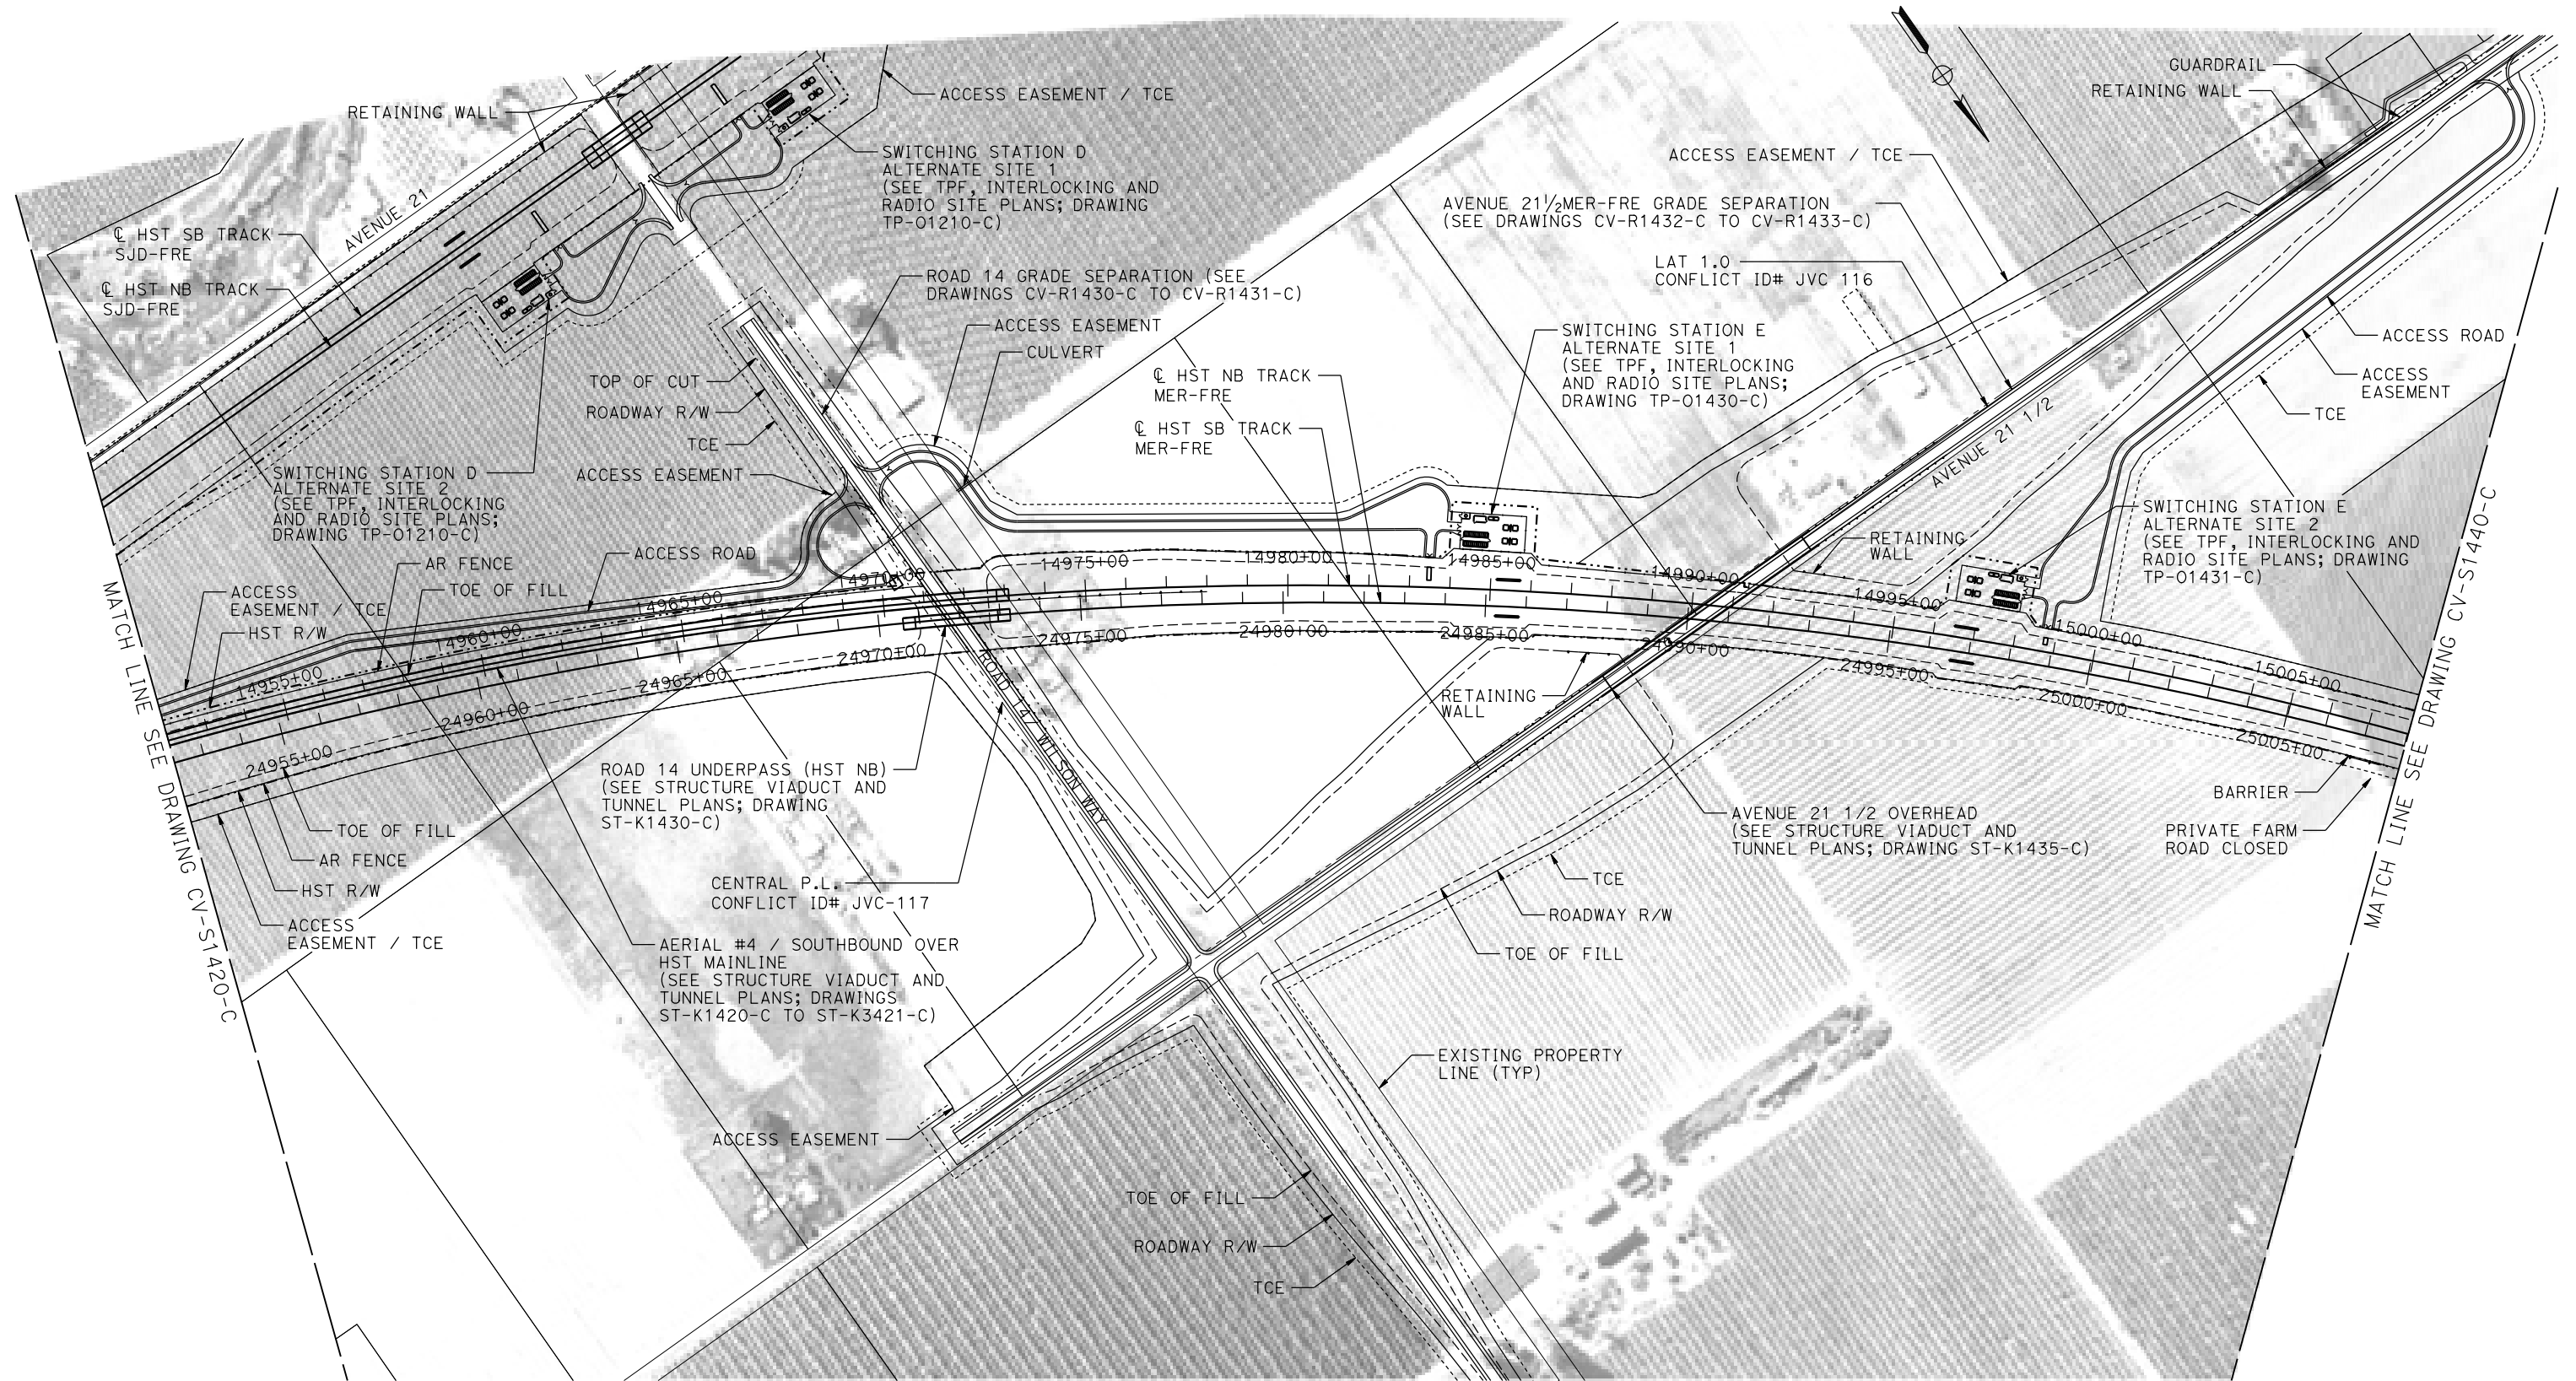 RETAINING WALL
ACCESS EASEMENT / TCE
SWITCHING STATION D
ALTERNATE SITE 1
(SEE TPF, INTERLOCKING AND
RADIO SITE PLANS; DRAWING
TP-O1210-C)
AVENUE 21
℄ HST SB TRACK
SJD-FRE
℄ HST NB TRACK
SJD-FRE
ROAD 14 GRADE SEPARATION (SEE
DRAWINGS CV-R1430-C TO CV-R1431-C)
ACCESS EASEMENT
CULVERT
TOP OF CUT
ROADWAY R/W
TCE
ACCESS EASEMENT
SWITCHING STATION D
ALTERNATE SITE 2
(SEE TPF, INTERLOCKING
AND RADIO SITE PLANS;
DRAWING TP-O1210-C)
AR FENCE
TOE OF FILL
ACCESS ROAD
ACCESS
EASEMENT / TCE
HST R/W
GUARDRAIL
RETAINING WALL
ACCESS EASEMENT / TCE
AVENUE 21½MER-FRE GRADE SEPARATION
(SEE DRAWINGS CV-R1432-C TO CV-R1433-C)
LAT 1.0
CONFLICT ID# JVC 116
SWITCHING STATION E
ALTERNATE SITE 1
(SEE TPF, INTERLOCKING
AND RADIO SITE PLANS;
DRAWING TP-O1430-C)
℄ HST NB TRACK
MER-FRE
℄ HST SB TRACK
MER-FRE
ACCESS ROAD
ACCESS
EASEMENT
TCE
AVENUE 21 1/2
SWITCHING STATION E
ALTERNATE SITE 2
(SEE TPF, INTERLOCKING AND
RADIO SITE PLANS; DRAWING
TP-O1431-C)
RETAINING
WALL
14955+00
14960+00
14965+00
4970+00
14975+00
14980+00
14985+00
14990+00
14995+00
15000+00
15005+00
24955+00
24960+00
24965+00
24970+00
24975+00
24980+00
24985+00
24990+00
24995+00
25000+00
25005+00
MATCH LINE SEE DRAWING CV-S1420-C
MATCH LINE SEE DRAWING CV-S1440-C
ROAD 14/ WILSON WAY
RETAINING
WALL
ROAD 14 UNDERPASS (HST NB)
(SEE STRUCTURE VIADUCT AND
TUNNEL PLANS; DRAWING
ST-K1430-C)
TOE OF FILL
AR FENCE
HST R/W
ACCESS
EASEMENT / TCE
CENTRAL P.L.
CONFLICT ID# JVC-117
AERIAL #4 / SOUTHBOUND OVER
HST MAINLINE
(SEE STRUCTURE VIADUCT AND
TUNNEL PLANS; DRAWINGS
ST-K1420-C TO ST-K3421-C)
BARRIER
PRIVATE FARM
ROAD CLOSED
AVENUE 21 1/2 OVERHEAD
(SEE STRUCTURE VIADUCT AND
TUNNEL PLANS; DRAWING ST-K1435-C)
TCE
ROADWAY R/W
TOE OF FILL
EXISTING PROPERTY
LINE (TYP)
ACCESS EASEMENT
TOE OF FILL
ROADWAY R/W
TCE